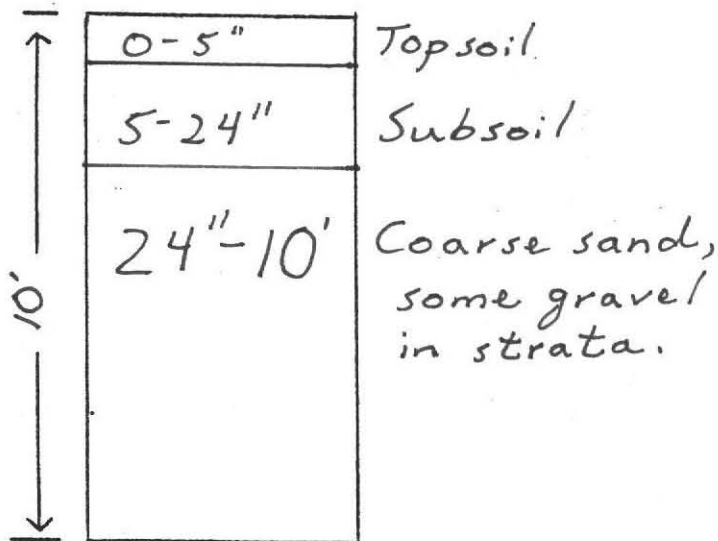 0-5" Topsoil
5-24" Subsoil
24"-10' Coarse sand,
some gravel
in strata.
10'